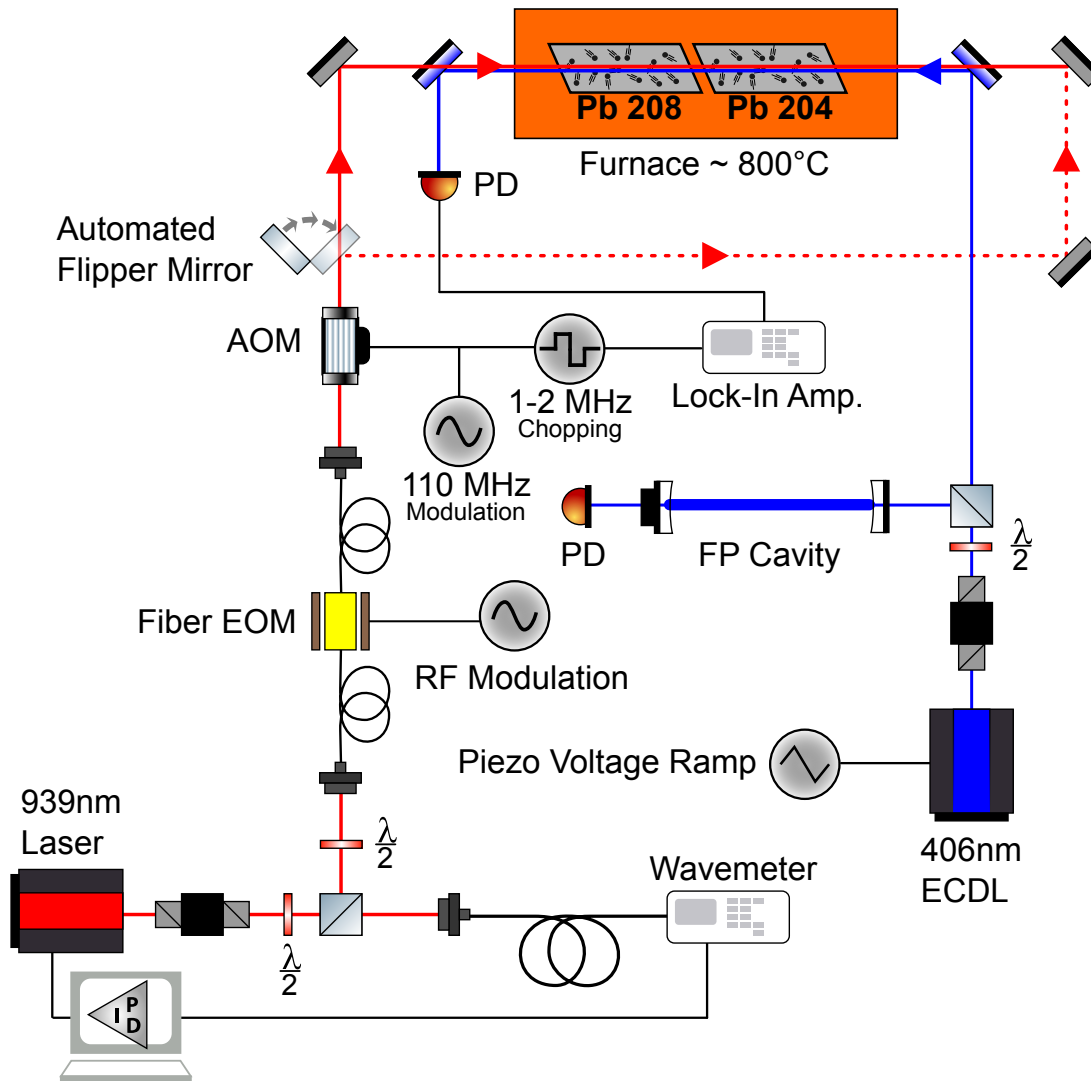 Pb 208
Pb 204
Furnace ~ 800°C
PD
Automated
Flipper Mirror
AOM
1-2 MHz
Chopping
Lock-In Amp.
110 MHz
Modulation
PD
FP Cavity
λ
2
Fiber EOM
RF Modulation
Piezo Voltage Ramp
406nm
ECDL
939nm
Laser
λ
2
Wavemeter
λ
2
P
I
D